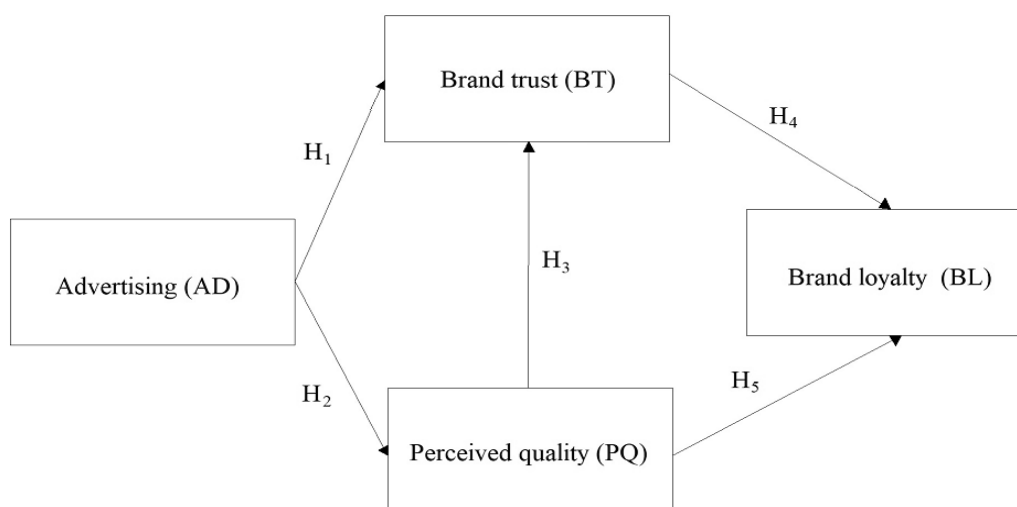 Brand trust (BT)
H₄
H₁
Advertising (AD)
H₃
Brand loyalty (BL)
H₂
H₅
Perceived quality (PQ)